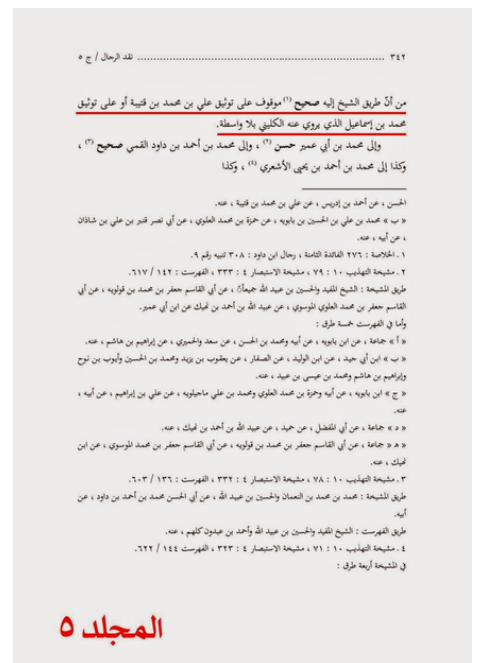 ٣٤٢ ........................................ نقد الرجال / ج ٥
من أنّ طريق الشيخ إليه صحيح (١) موقوف على توثيق علي بن محمد بن قتيبة أو على توثيق
محمد بن إسماعيل الذي يروي عنه الكليني بلا واسطة.
وإلى محمد بن أبي عمير حسن (٢) ، وإلى محمد بن أحمد بن داود القمي صحيح (٣) ،
وكذا إلى محمد بن أحمد بن يحيى الأشعري (٤) ، وكذا
الحسن ، عن أحمد بن إدريس ، عن علي بن محمد بن قتيبة ، عنه.
« ب » محمد بن علي بن الحسين بن بابويه ، عن حمزة بن محمد العلوي ، عن أبي نصر قنبر بن علي بن شاذان
، عن أبيه ، عنه.
١ . الخلاصة : ٢٧٦ الفائدة الثامنة ، رجال ابن داود : ٣٠٨ تنبيه رقم ٩.
٢ . مشيخة التهذيب ١٠ : ٧٩ ، مشيخة الاستبصار ٤ : ٣٣٣ ، الفهرست : ١٤٢ / ٦١٧.
طريق المشيخة : الشيخ المفيد والحسين بن عبيد الله جميعاً ، عن أبي القاسم جعفر بن محمد بن قولويه ، عن أبي
القاسم جعفر بن محمد العلوي الموسوي ، عن عبيد الله بن أحمد بن نهيك عن ابن أبي عمير.
وأما في الفهرست خمسة طرق :
« أ » جماعة ، عن ابن بابويه ، عن أبيه ومحمد بن الحسن ، عن سعد والحميري ، عن إبراهيم بن هاشم ، عنه.
« ب » ابن أبي جيد ، عن ابن الوليد ، عن الصفار ، عن يعقوب بن يزيد ومحمد بن الحسين وأيوب بن نوح
وإبراهيم بن هاشم ومحمد بن عيسى بن عبيد ، عنه.
« ج » ابن بابويه ، عن أبيه وحمزة بن محمد العلوي ومحمد بن علي ماجيلويه ، عن علي بن إبراهيم ، عن أبيه ،
عنه.
« د » جماعة ، عن أبي المفضل ، عن حميد ، عن عبيد الله بن أحمد بن نهيك ، عنه.
« ه‍ » جماعة ، عن أبي القاسم جعفر بن محمد بن قولويه ، عن أبي القاسم جعفر بن محمد الموسوي ، عن ابن
نهيك ، عنه.
٣ . مشيخة التهذيب ١٠ : ٧٨ ، مشيخة الاستبصار ٤ : ٣٣٢ ، الفهرست : ١٣٦ / ٦٠٣.
طريق المشيخة : محمد بن محمد بن النعمان والحسين بن عبيد الله ، عن أبي الحسن محمد بن أحمد بن داود ، عن
أبيه.
طريق الفهرست : الشيخ المفيد والحسين بن عبيد الله وأحمد بن عبدون كلهم ، عنه.
٤ . مشيخة التهذيب ١٠ : ٧١ ، مشيخة الاستبصار ٤ : ٣٢٣ ، الفهرست ١٤٤ / ٦٢٢.
في المشيخة أربعة طرق :
المجلد ٥